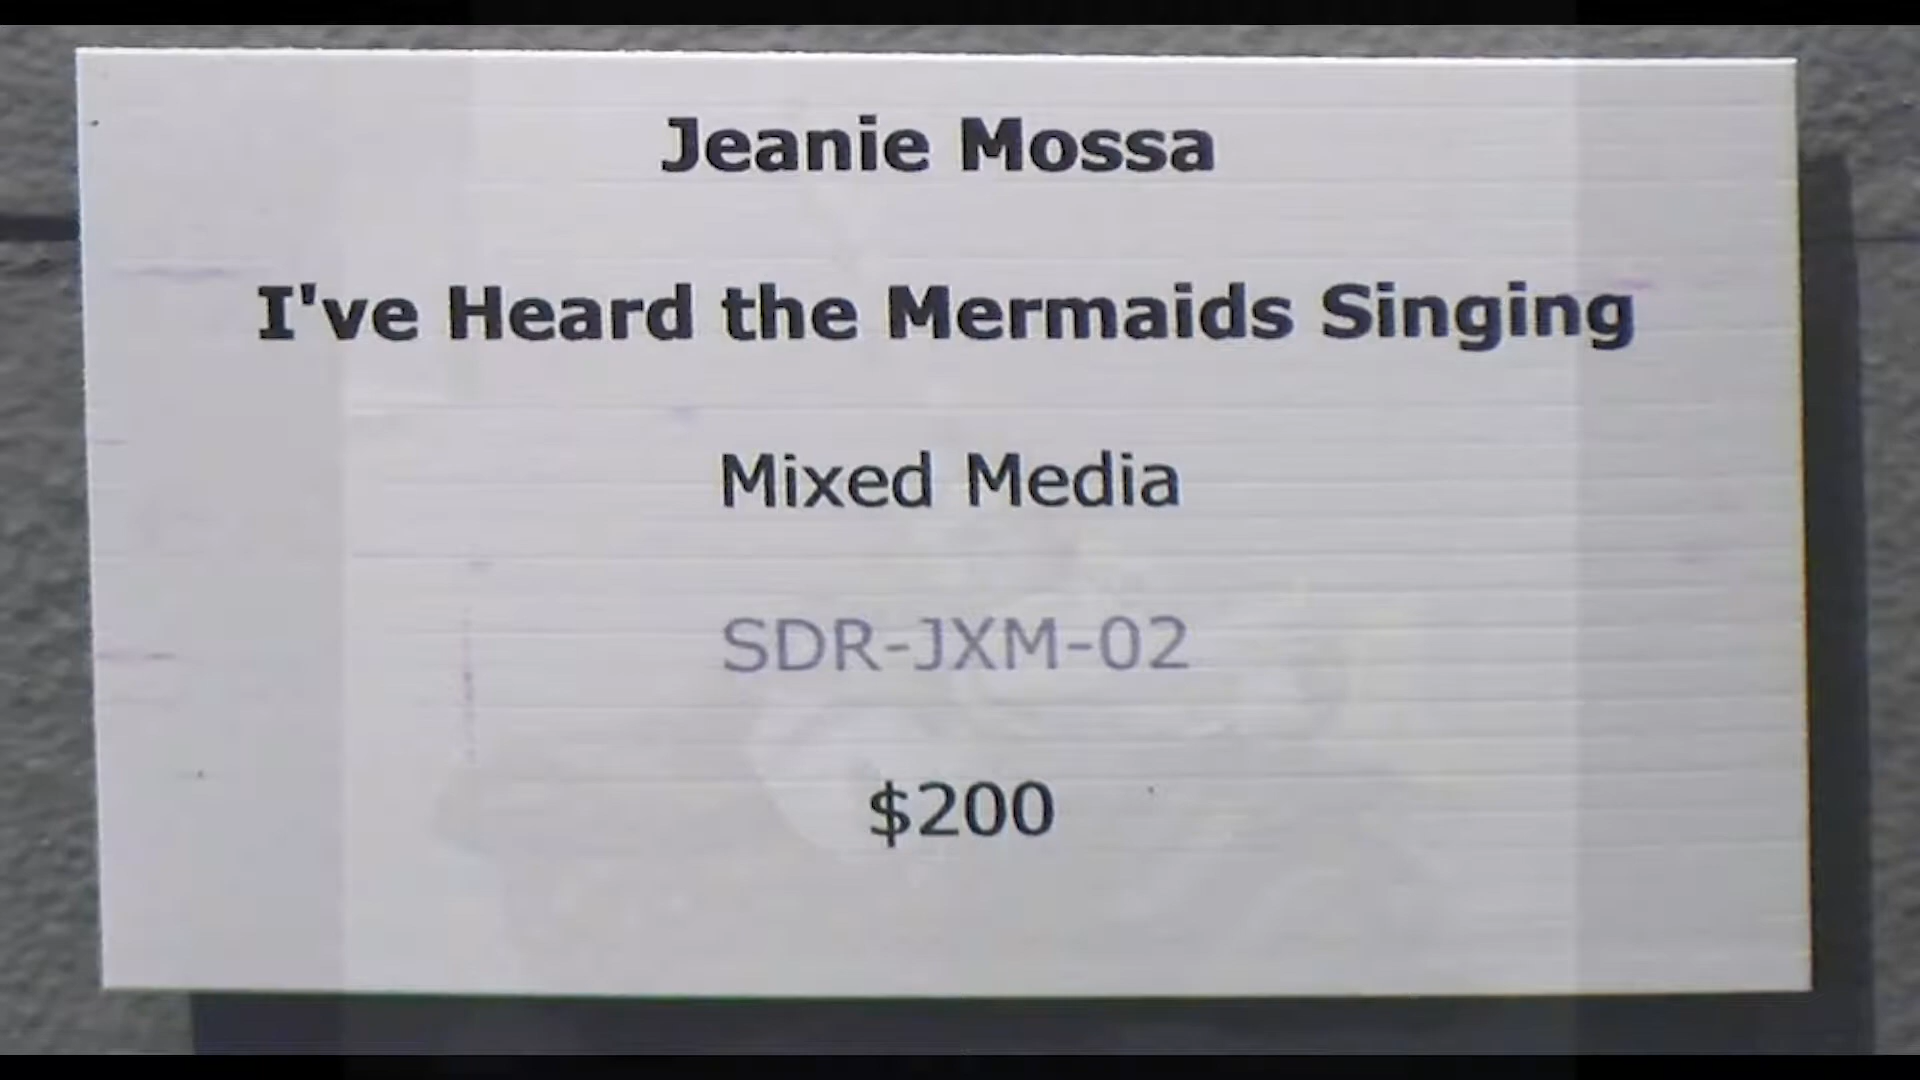 Jeanie Mossa
I've Heard the Mermaids Singing
Mixed Media
SDR-JXM-02
$200